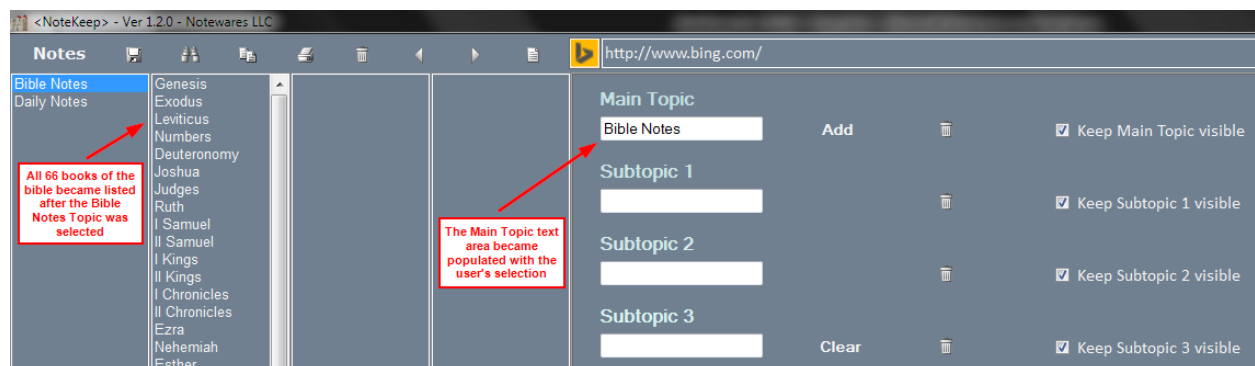 <NoteKeep> - Ver 1.2.0 - Notewares LLC
Notes
http://www.bing.com/
Bible Notes
Daily Notes
Genesis
Exodus
Leviticus
Numbers
Deuteronomy
Joshua
Judges
Ruth
I Samuel
II Samuel
I Kings
II Kings
I Chronicles
II Chronicles
Ezra
Nehemiah
Esther
All 66 books of the
bible became listed
after the Bible
Notes Topic was
selected
The Main Topic text
area became
populated with the
user's selection
Main Topic
Bible Notes Add Keep Main Topic visible
Subtopic 1
Keep Subtopic 1 visible
Subtopic 2
Keep Subtopic 2 visible
Subtopic 3
Clear Keep Subtopic 3 visible